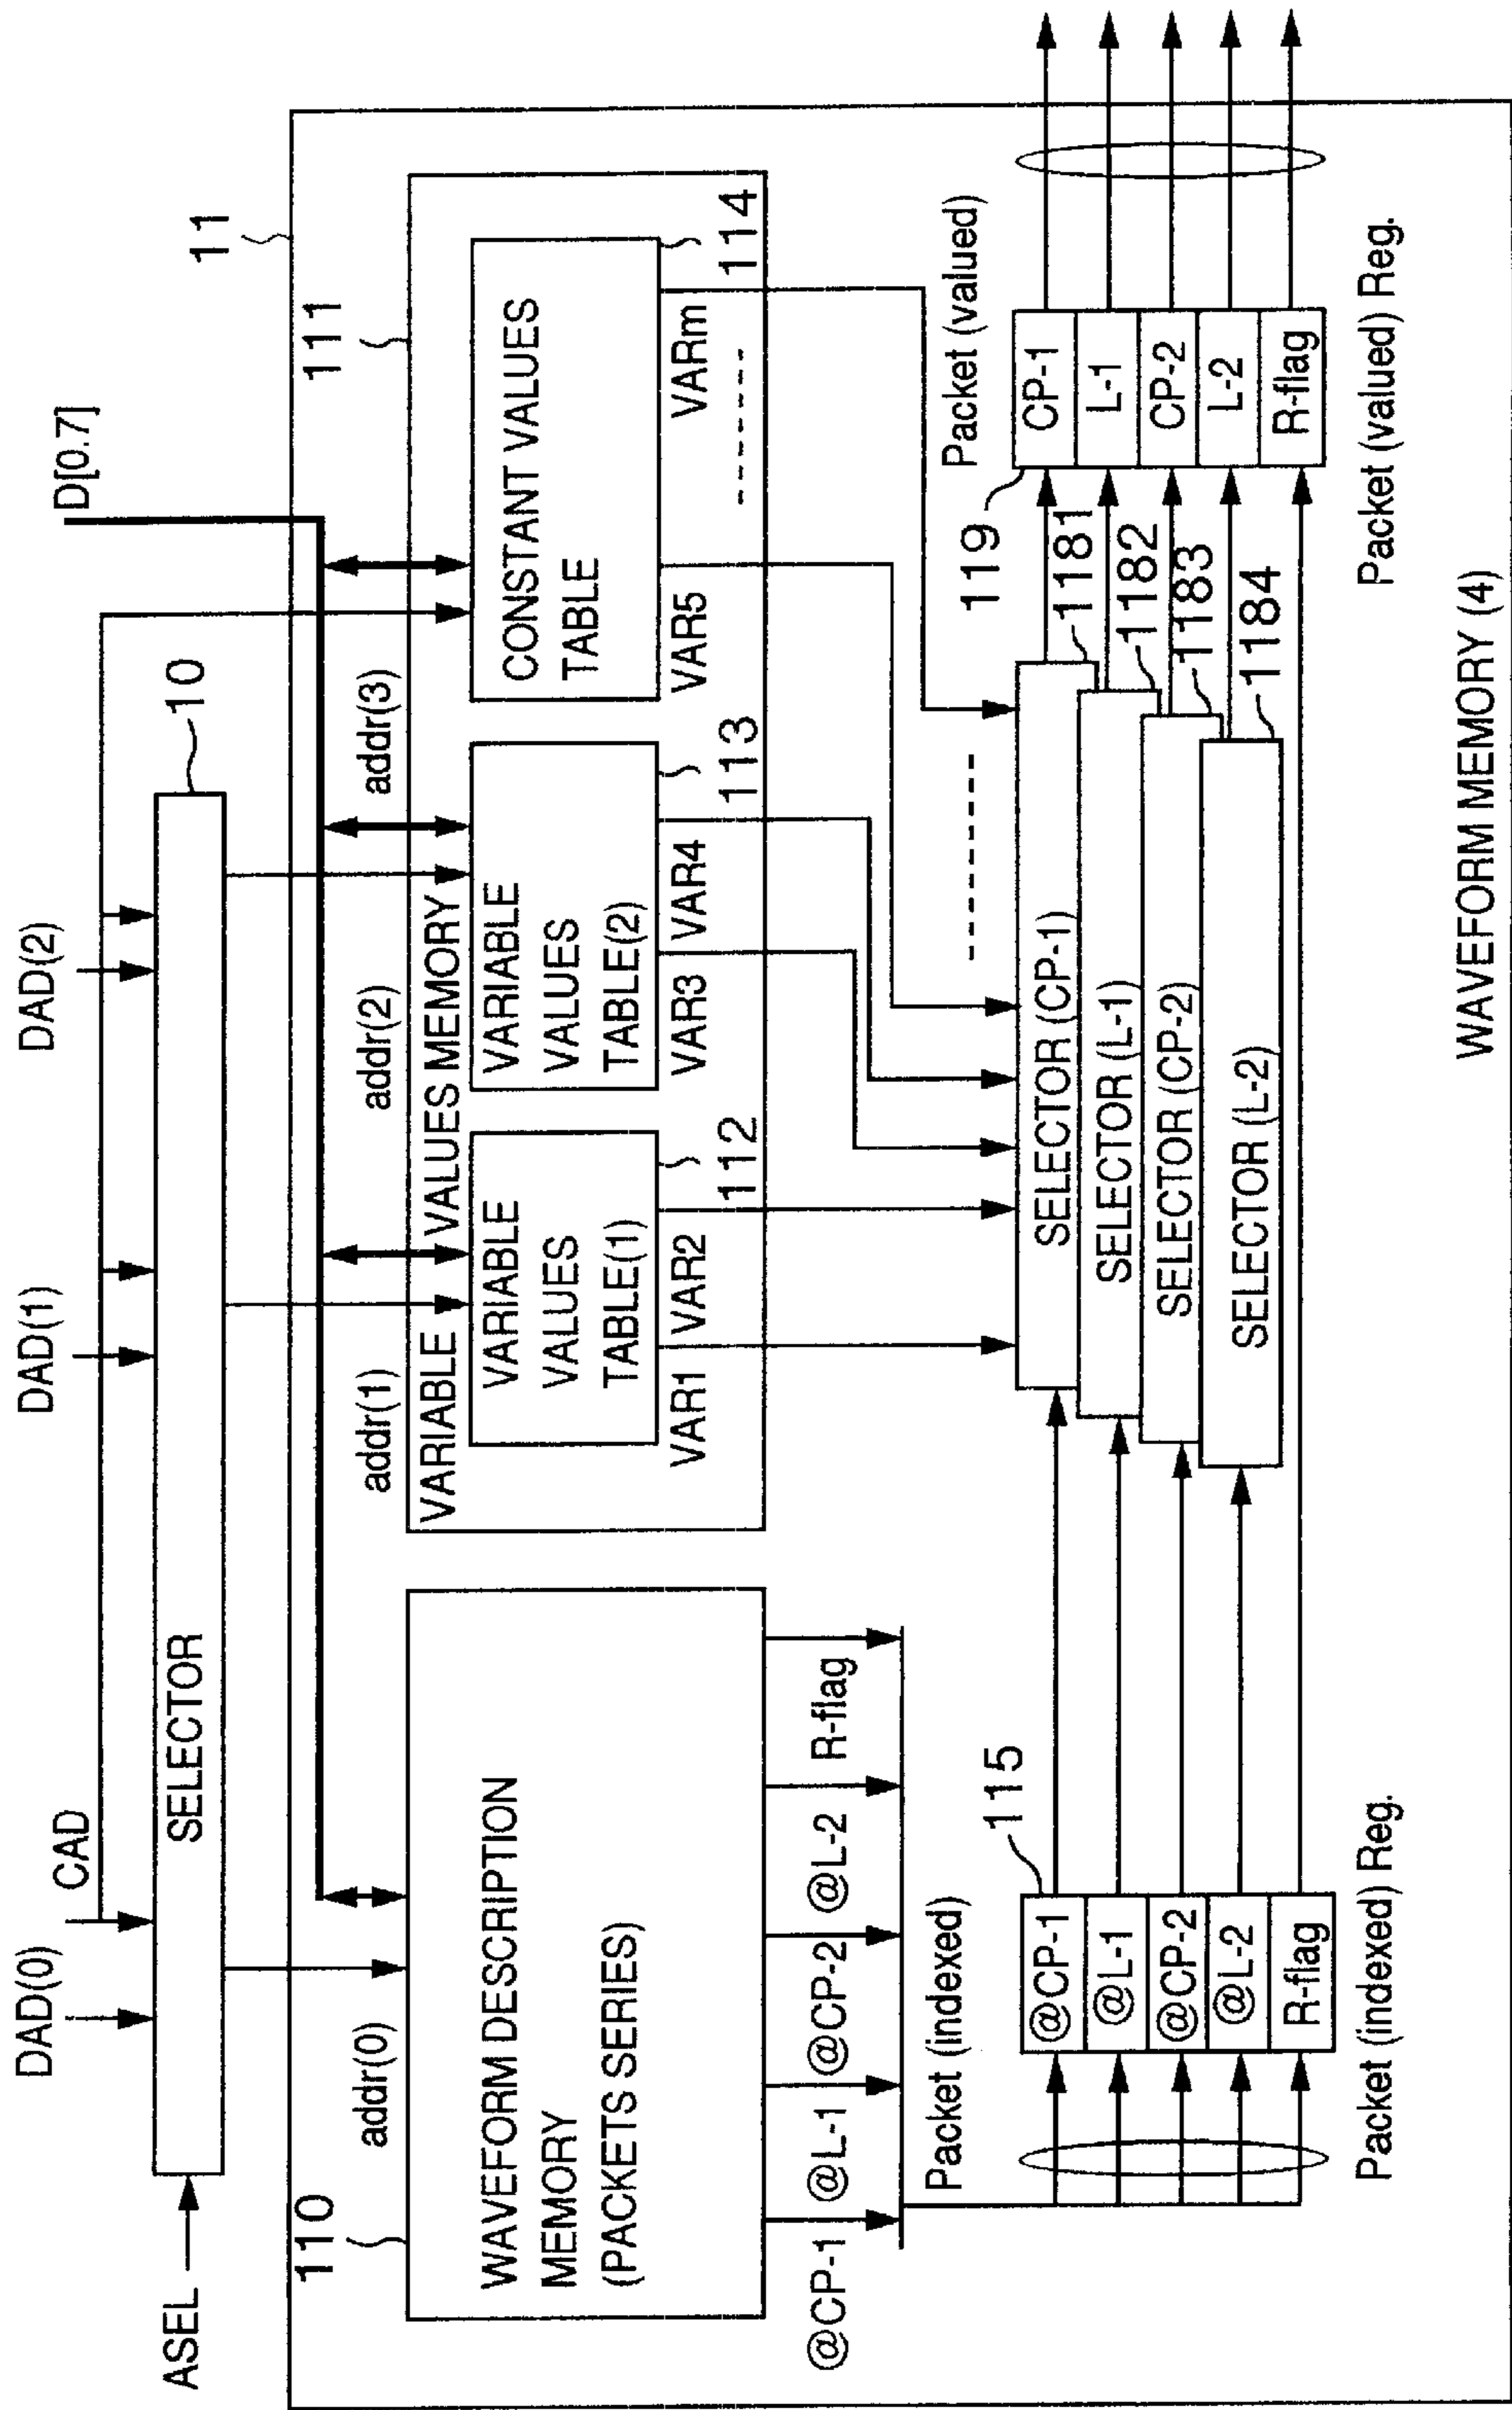 DAD(0)
CAD
DAD(1)
DAD(2)
D[0.7]
ASEL
SELECTOR
10
11
110
addr(0)
addr(1)
addr(2)
addr(3)
111
VARIABLE VALUES MEMORY
WAVEFORM DESCRIPTION
MEMORY
(PACKETS SERIES)
VARIABLE
VALUES
TABLE(1)
VARIABLE
VALUES
TABLE(2)
CONSTANT VALUES
TABLE
112
113
114
VAR1
VAR2
VAR3
VAR4
VAR5
VARm
@CP-1
@L-1
@CP-2
@L-2
R-flag
Packet (indexed)
115
@CP-1
@L-1
@CP-2
@L-2
R-flag
Packet (indexed) Reg.
SELECTOR (CP-1)
SELECTOR (L-1)
SELECTOR (CP-2)
SELECTOR (L-2)
1181
1182
1183
1184
119
Packet (valued)
CP-1
L-1
CP-2
L-2
R-flag
Packet (valued) Reg.
WAVEFORM MEMORY (4)